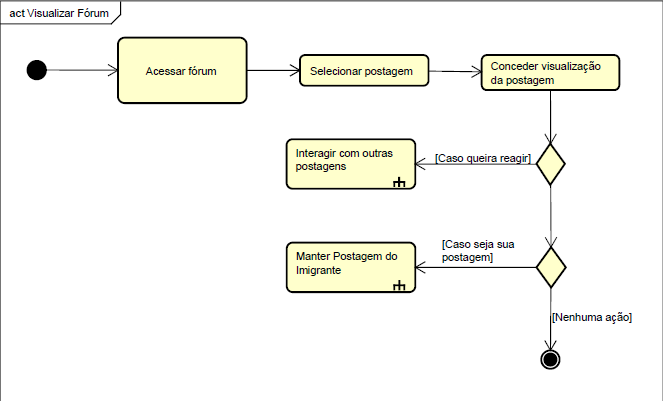 act Visualizar Fórum
Acessar fórum
Selecionar postagem
Conceder visualização
da postagem
Interagir com outras
postagens
[Caso queira reagir]
Manter Postagem do
Imigrante
[Caso seja sua
postagem]
[Nenhuma ação]